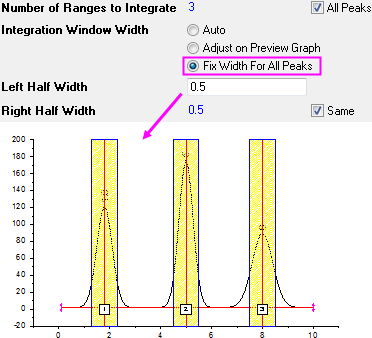 Number of Ranges to Integrate 3 All Peaks
Integration Window Width Auto
Adjust on Preview Graph
Fix Width For All Peaks
Left Half Width 0.5
Right Half Width 0.5 Same
200
180
160
140
120
100
80
60
40
20
0
-20
1 2 3
0 2 4 6 8 10